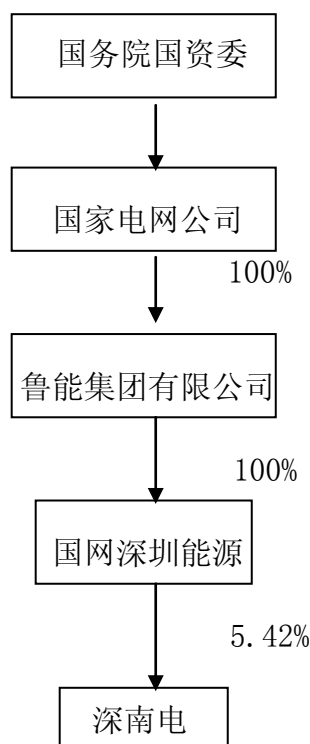 国务院国资委
国家电网公司
100%
鲁能集团有限公司
100%
国网深圳能源
5.42%
深南电